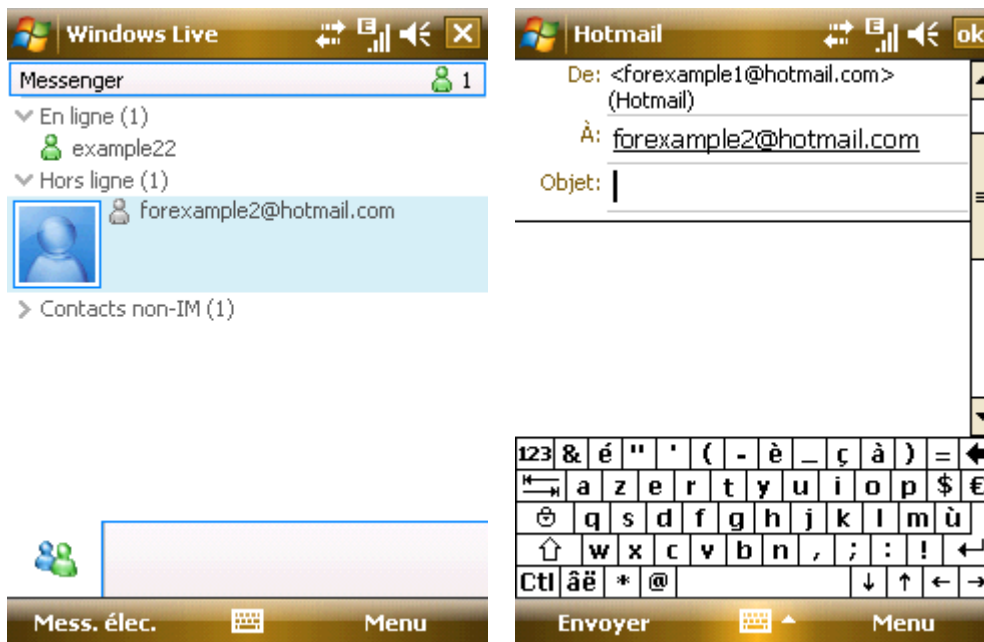 Windows Live
Messenger 1
En ligne (1)
example22
Hors ligne (1)
forexample2@hotmail.com
Contacts non-IM (1)
Mess. élec. Menu
Hotmail ok
De: <forexample1@hotmail.com>
(Hotmail)
À: forexample2@hotmail.com
Objet:
123 & é " ' ( - è _ ç à ) =
a z e r t y u i o p $ €
q s d f g h j k l m ù
w x c v b n , ; : !
Ctl âë * @ ↓ ↑ ← →
Envoyer Menu